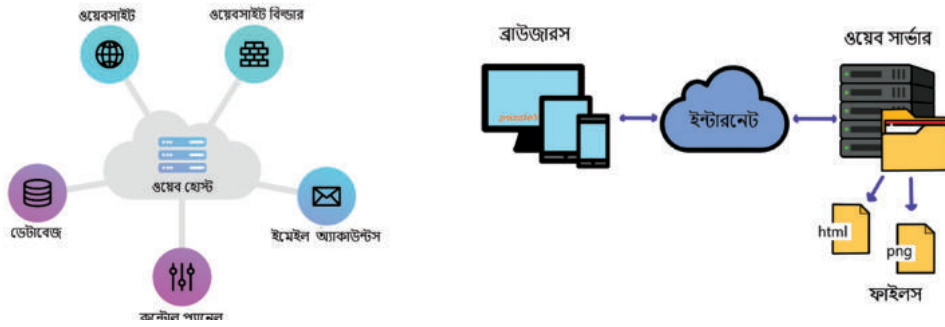 ওয়েবসাইট
ওয়েবসাইট বিল্ডার
ওয়েব হোস্ট
ডেটাবেজ
ইমেইল অ্যাকাউন্টস
কন্ট্রোল প্যানেল
ব্রাউজারস
ইন্টারনেট
ওয়েব সার্ভার
html
png
ফাইলস